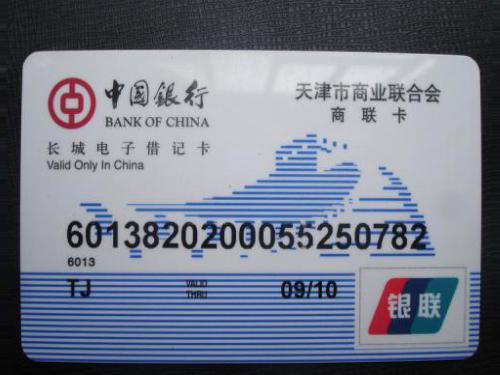 中国银行
BANK OF CHINA
天津市商业联合会
商联卡
长城电子借记卡
Valid Only In China
6013820200055250782
6013
TJ
VALID
THRU
09/10
银联